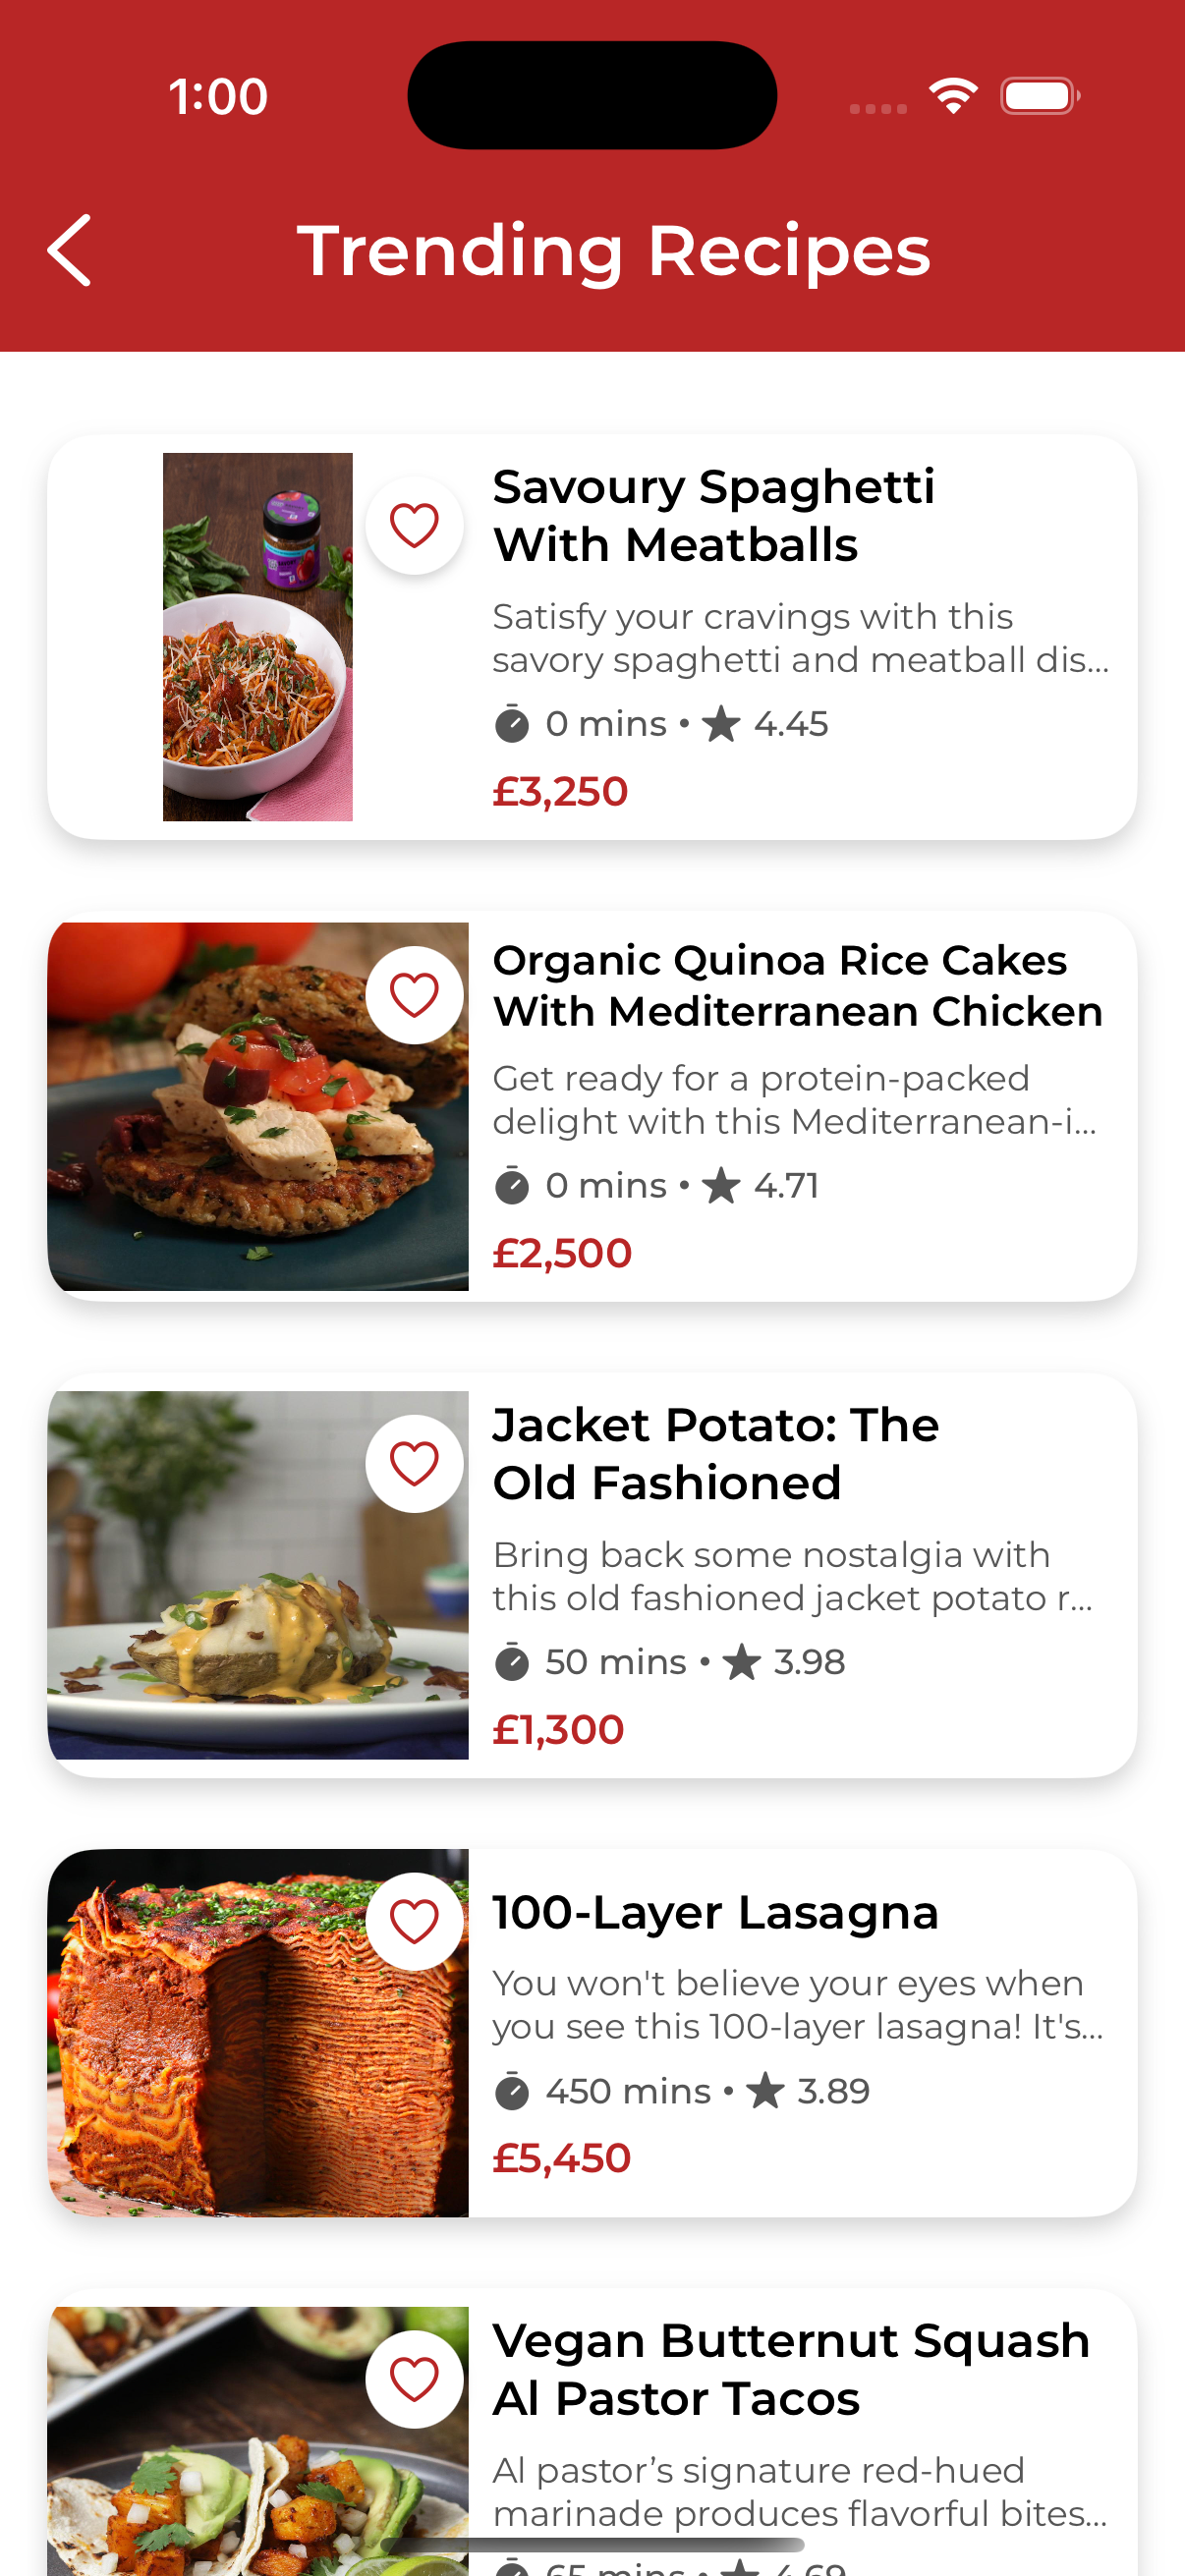 1:00
Trending Recipes
Savoury Spaghetti
With Meatballs
Satisfy your cravings with this
savory spaghetti and meatball dis...
0 mins • 4.45
£3,250
Organic Quinoa Rice Cakes
With Mediterranean Chicken
Get ready for a protein-packed
delight with this Mediterranean-i...
0 mins • 4.71
£2,500
Jacket Potato: The
Old Fashioned
Bring back some nostalgia with
this old fashioned jacket potato r...
50 mins • 3.98
£1,300
100-Layer Lasagna
You won't believe your eyes when
you see this 100-layer lasagna! It's...
450 mins • 3.89
£5,450
Vegan Butternut Squash
Al Pastor Tacos
Al pastor’s signature red-hued
marinade produces flavorful bites...
65 mins • 4.69